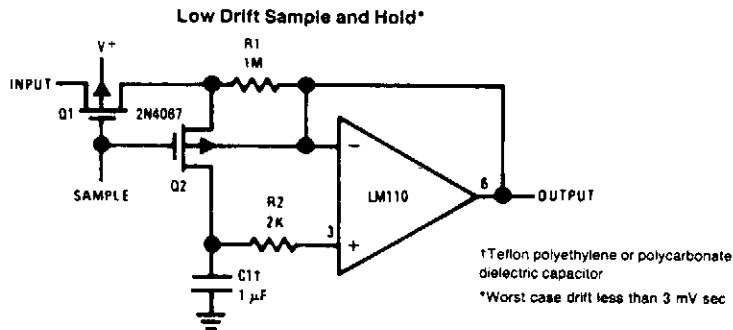 Low Drift Sample and Hold*
R1
1M
V+
INPUT
Q1
2N4067
SAMPLE
Q2
R2
2K
3
LM110
6
OUTPUT
C1†
1 µF
†Teflon polyethylene or polycarbonate
dielectric capacitor
*Worst case drift less than 3 mV sec